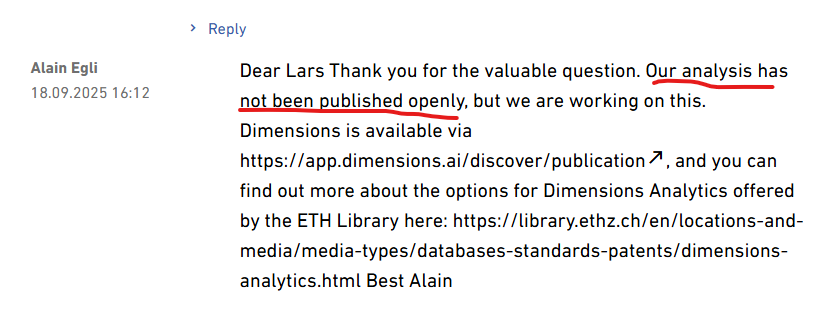 Reply
Alain Egli
18.09.2025 16:12
Dear Lars Thank you for the valuable question. Our analysis has
not been published openly, but we are working on this.
Dimensions is available via
https://app.dimensions.ai/discover/publication↗, and you can
find out more about the options for Dimensions Analytics offered
by the ETH Library here: https://library.ethz.ch/en/locations-and-
media/media-types/databases-standards-patents/dimensions-
analytics.html Best Alain